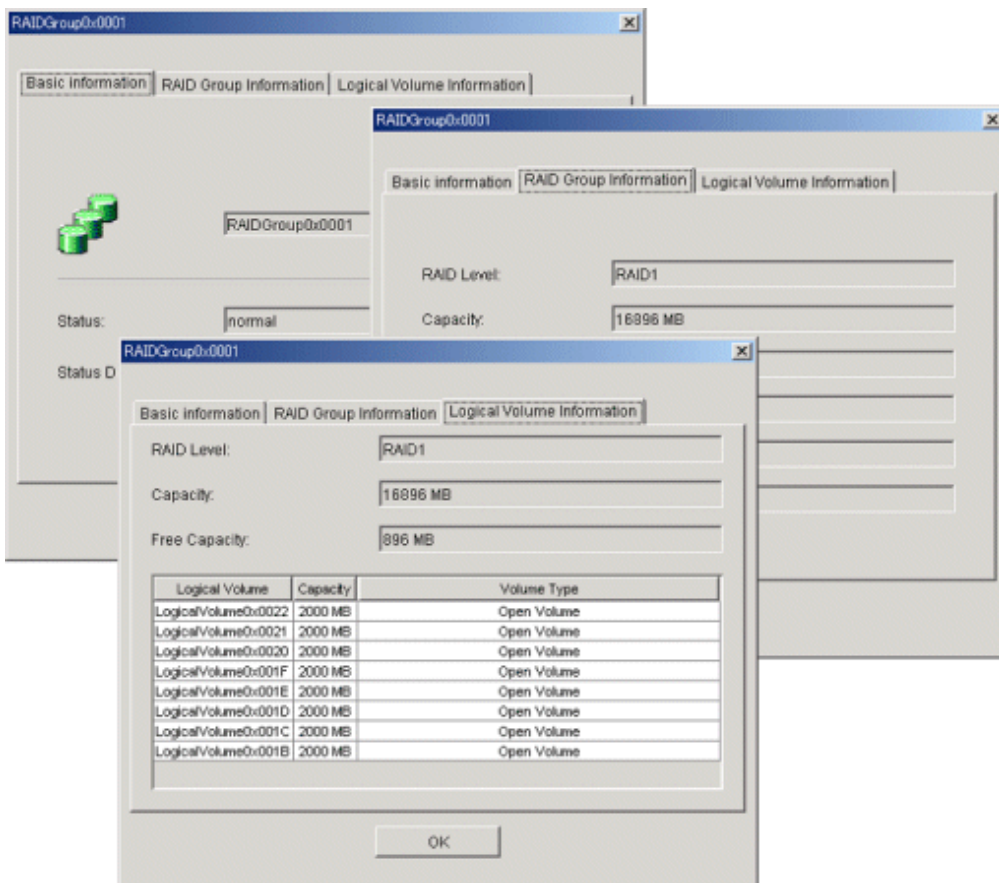 RAIDGroup0x0001
Basic information RAID Group Information Logical Volume Information
RAIDGroup0x0001
Status: normal
Status D
RAIDGroup0x0001
Basic information RAID Group Information Logical Volume Information
RAID Level: RAID1
Capacity: 16896 MB
RAIDGroup0x0001
Basic information RAID Group Information Logical Volume Information
RAID Level: RAID1
Capacity: 16896 MB
Free Capacity: 896 MB
Logical Volume Capacity Volume Type
LogicalVolume0x0022 2000 MB Open Volume
LogicalVolume0x0021 2000 MB Open Volume
LogicalVolume0x0020 2000 MB Open Volume
LogicalVolume0x001F 2000 MB Open Volume
LogicalVolume0x001E 2000 MB Open Volume
LogicalVolume0x001D 2000 MB Open Volume
LogicalVolume0x001C 2000 MB Open Volume
LogicalVolume0x001B 2000 MB Open Volume
OK